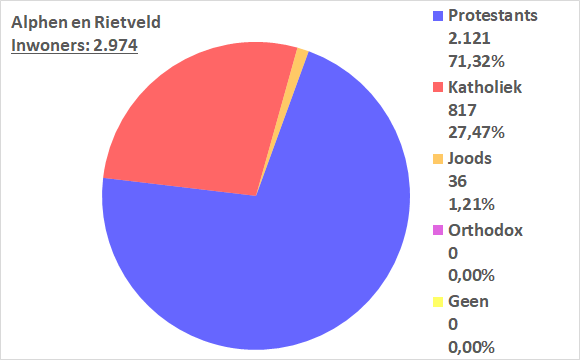 Alphen en Rietveld
Inwoners: 2.974
Protestants
2.121
71,32%
Katholiek
817
27,47%
Joods
36
1,21%
Orthodox
0
0,00%
Geen
0
0,00%